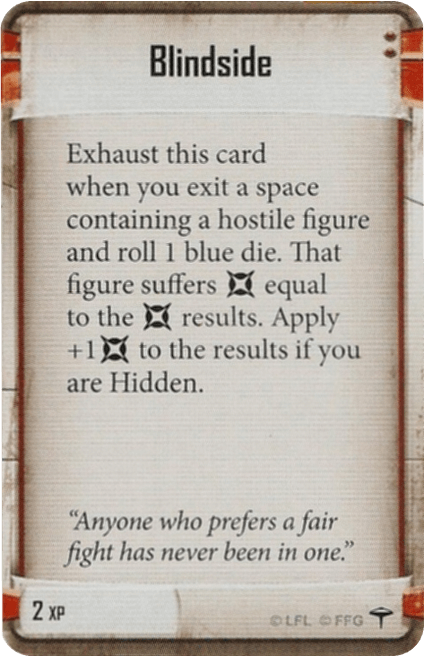 Blindside
Exhaust this card
when you exit a space
containing a hostile figure
and roll 1 blue die. That
figure suffers equal
to the results. Apply
+1 to the results if you
are Hidden.
“Anyone who prefers a fair
fight has never been in one.”
2 XP
©LFL ©FFG